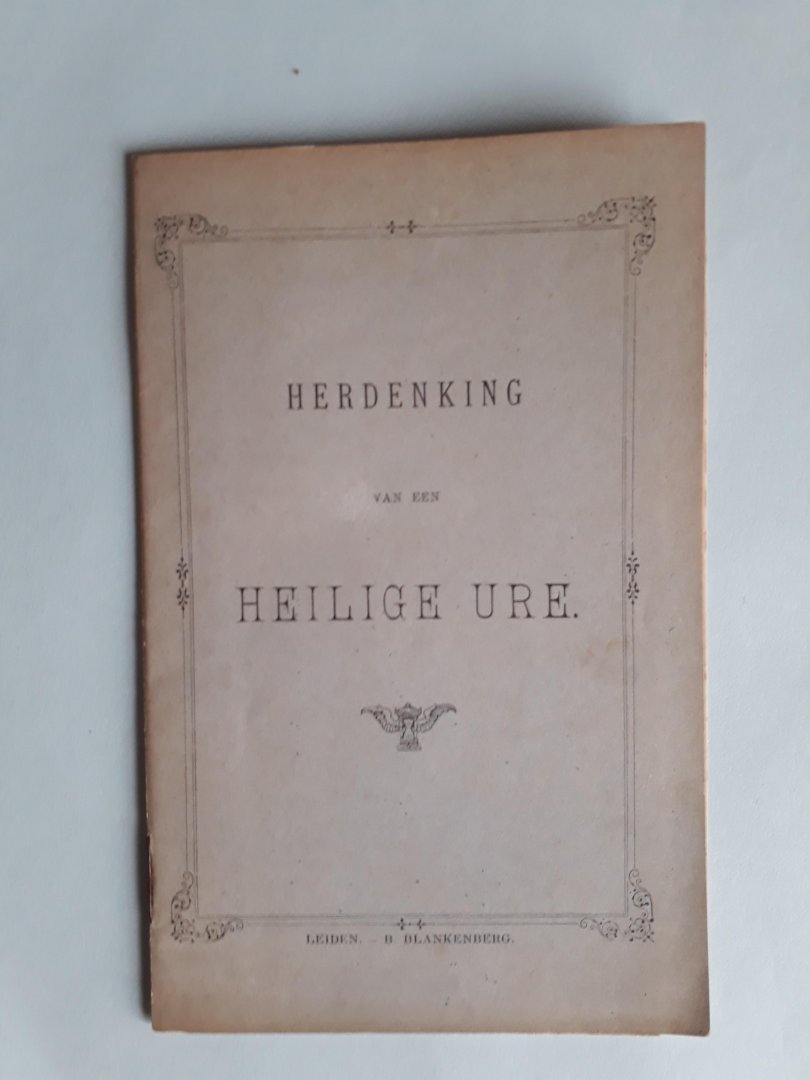 HERDENKING
VAN EEN
HEILIGE URE.
LEIDEN. – B BLANKENBERG.